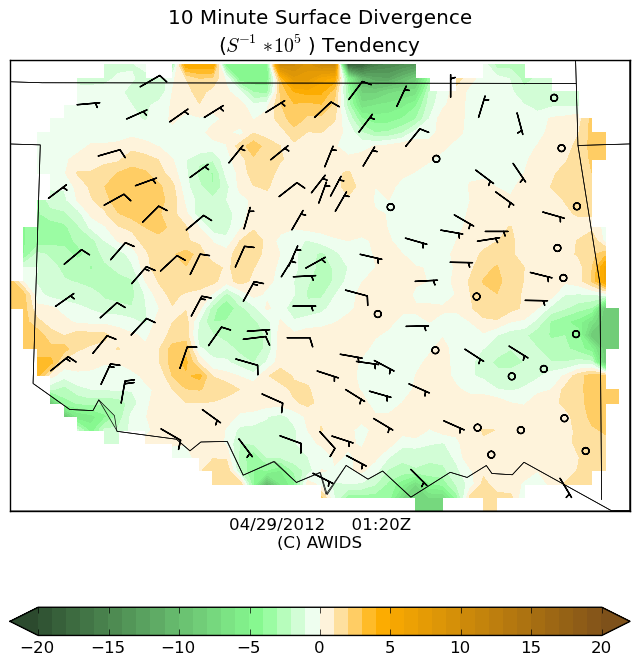 10 Minute Surface Divergence
(S⁻¹ * 10⁵ ) Tendency
04/29/2012 01:20Z
(C) AWIDS
−20 −15 −10 −5 0 5 10 15 20